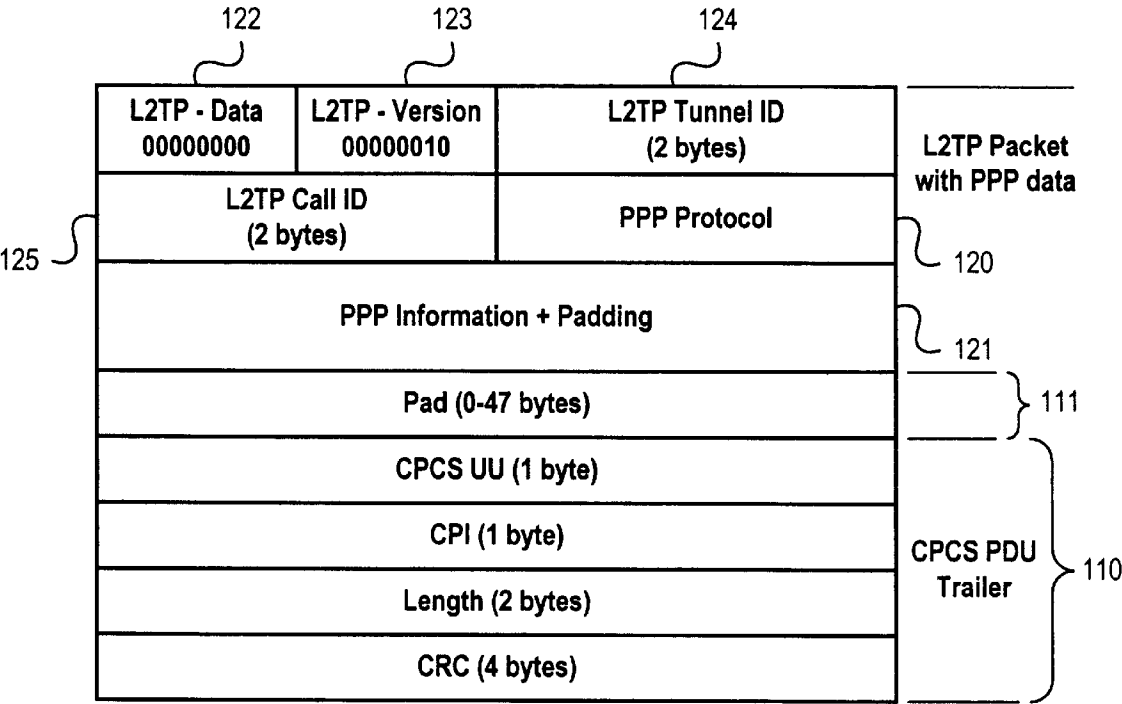 122
123
124
L2TP - Data
00000000
L2TP - Version
00000010
L2TP Tunnel ID
(2 bytes)
L2TP Packet
with PPP data
L2TP Call ID
(2 bytes)
PPP Protocol
125
120
PPP Information + Padding
121
Pad (0-47 bytes)
111
CPCS UU (1 byte)
CPI (1 byte)
CPCS PDU
Trailer
110
Length (2 bytes)
CRC (4 bytes)